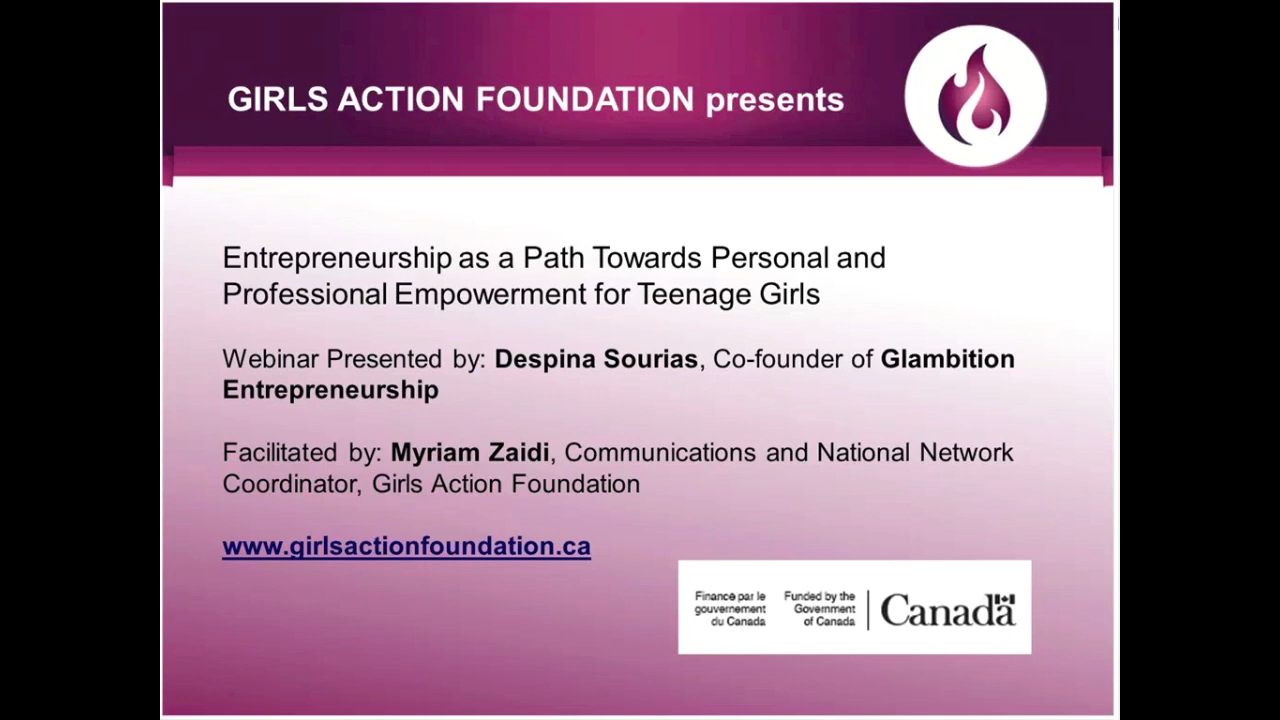 GIRLS ACTION FOUNDATION presents
Entrepreneurship as a Path Towards Personal and
Professional Empowerment for Teenage Girls
Webinar Presented by: Despina Sourias, Co-founder of Glambition
Entrepreneurship
Facilitated by: Myriam Zaidi, Communications and National Network
Coordinator, Girls Action Foundation
www.girlsactionfoundation.ca
Financé par le
gouvernement
du Canada
Funded by the
Government
of Canada
Canada